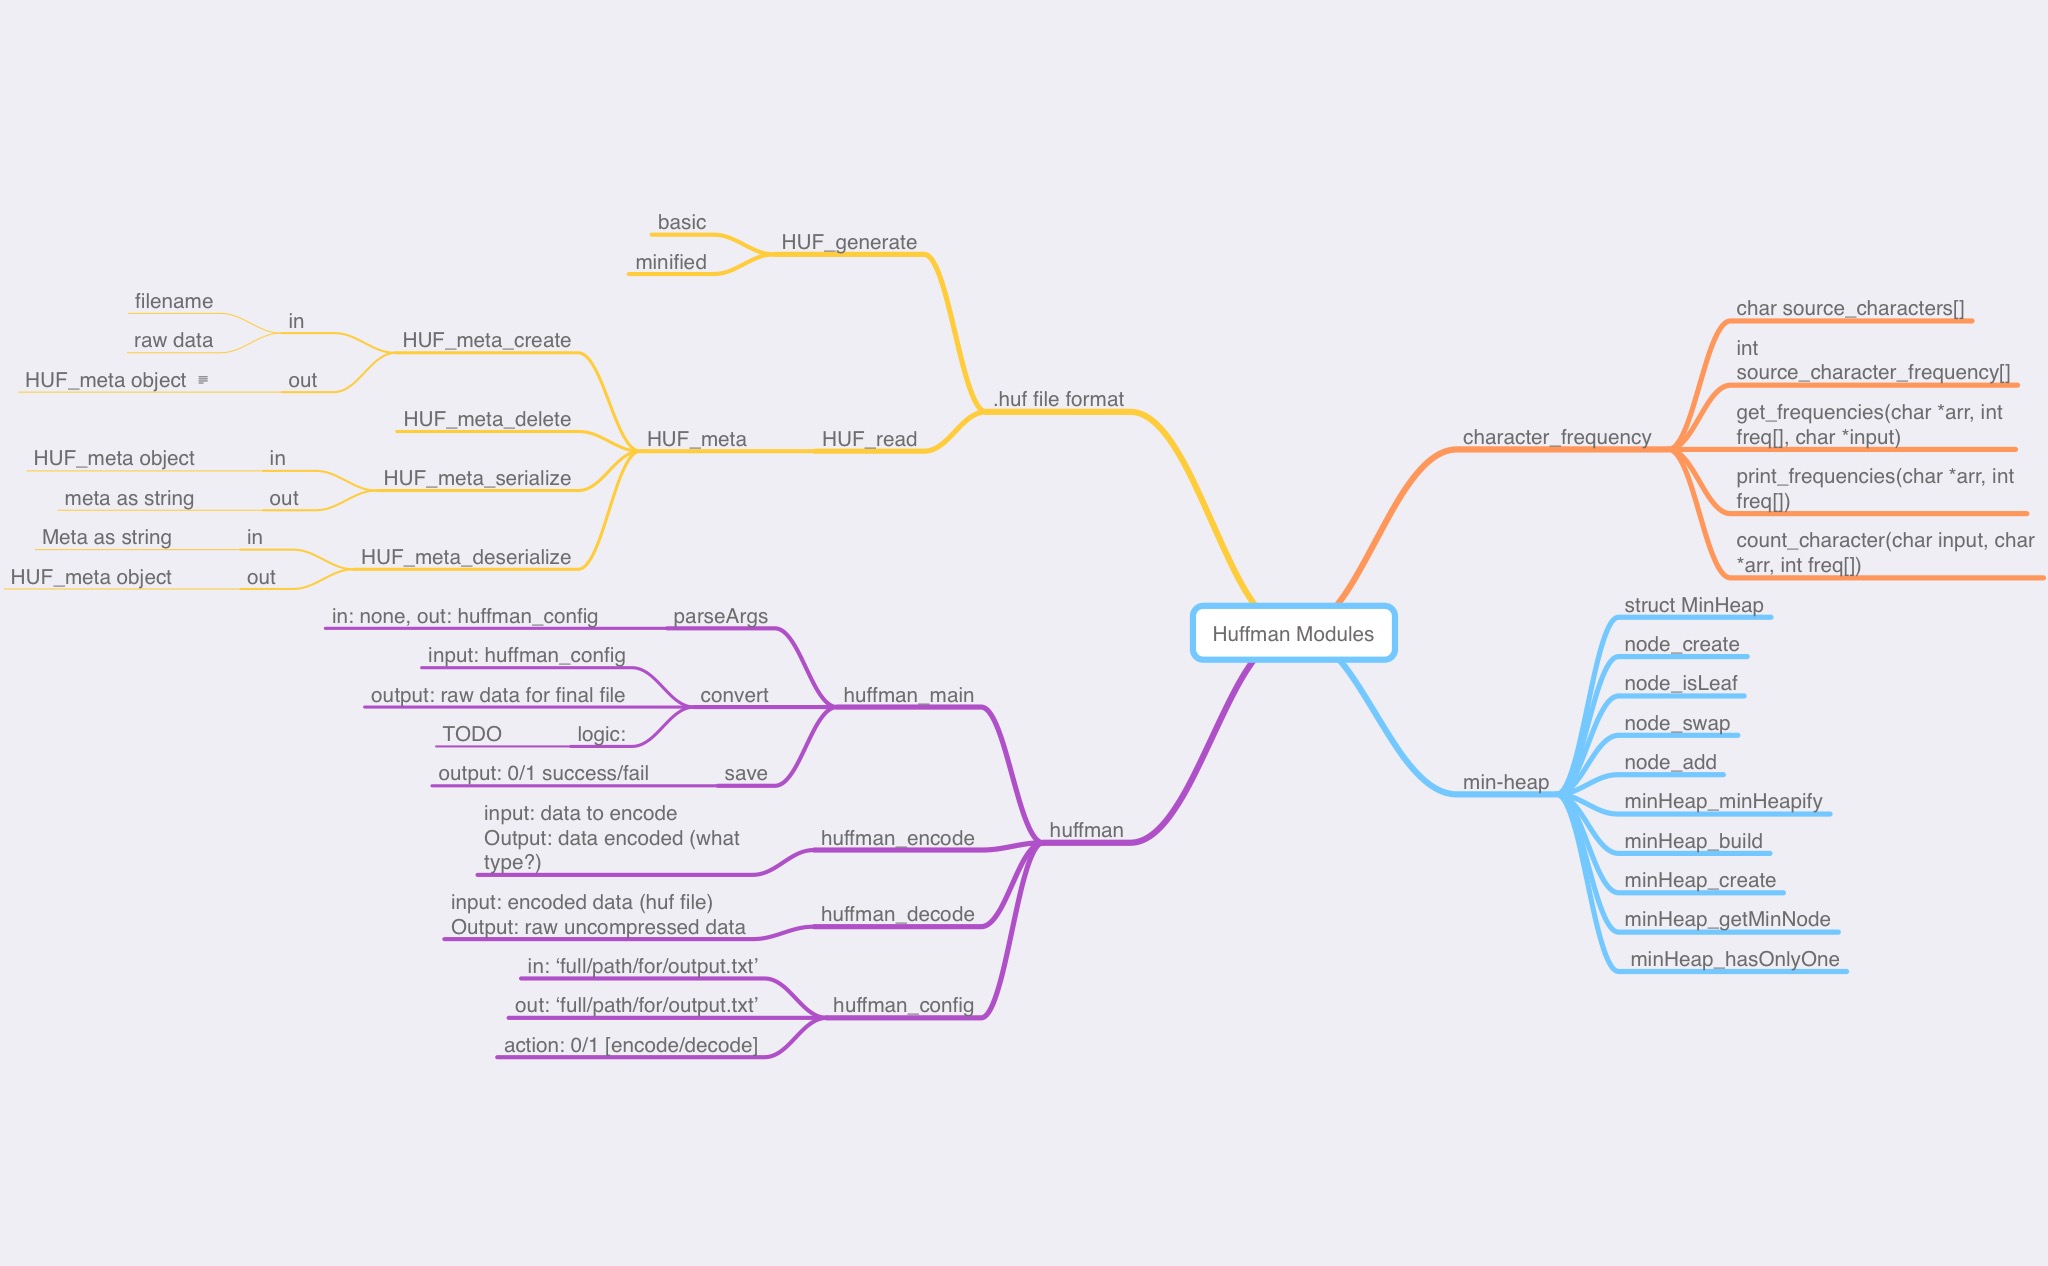 basic
HUF_generate
minified
filename
in
raw data
HUF_meta_create
HUF_meta object
out
.huf file format
HUF_meta_delete
HUF_meta
HUF_read
HUF_meta object
in
HUF_meta_serialize
meta as string
out
Meta as string
in
HUF_meta_deserialize
HUF_meta object
out
char source_characters[]
int
source_character_frequency[]
get_frequencies(char *arr, int
freq[], char *input)
character_frequency
print_frequencies(char *arr, int
freq[])
count_character(char input, char
*arr, int freq[])
Huffman Modules
in: none, out: huffman_config
parseArgs
input: huffman_config
output: raw data for final file
convert
huffman_main
TODO
logic:
output: 0/1 success/fail
save
input: data to encode
Output: data encoded (what
type?)
huffman_encode
huffman
input: encoded data (huf file)
Output: raw uncompressed data
huffman_decode
in: ‘full/path/for/output.txt’
out: ‘full/path/for/output.txt’
huffman_config
action: 0/1 [encode/decode]
struct MinHeap
node_create
node_isLeaf
node_swap
node_add
min-heap
minHeap_minHeapify
minHeap_build
minHeap_create
minHeap_getMinNode
minHeap_hasOnlyOne